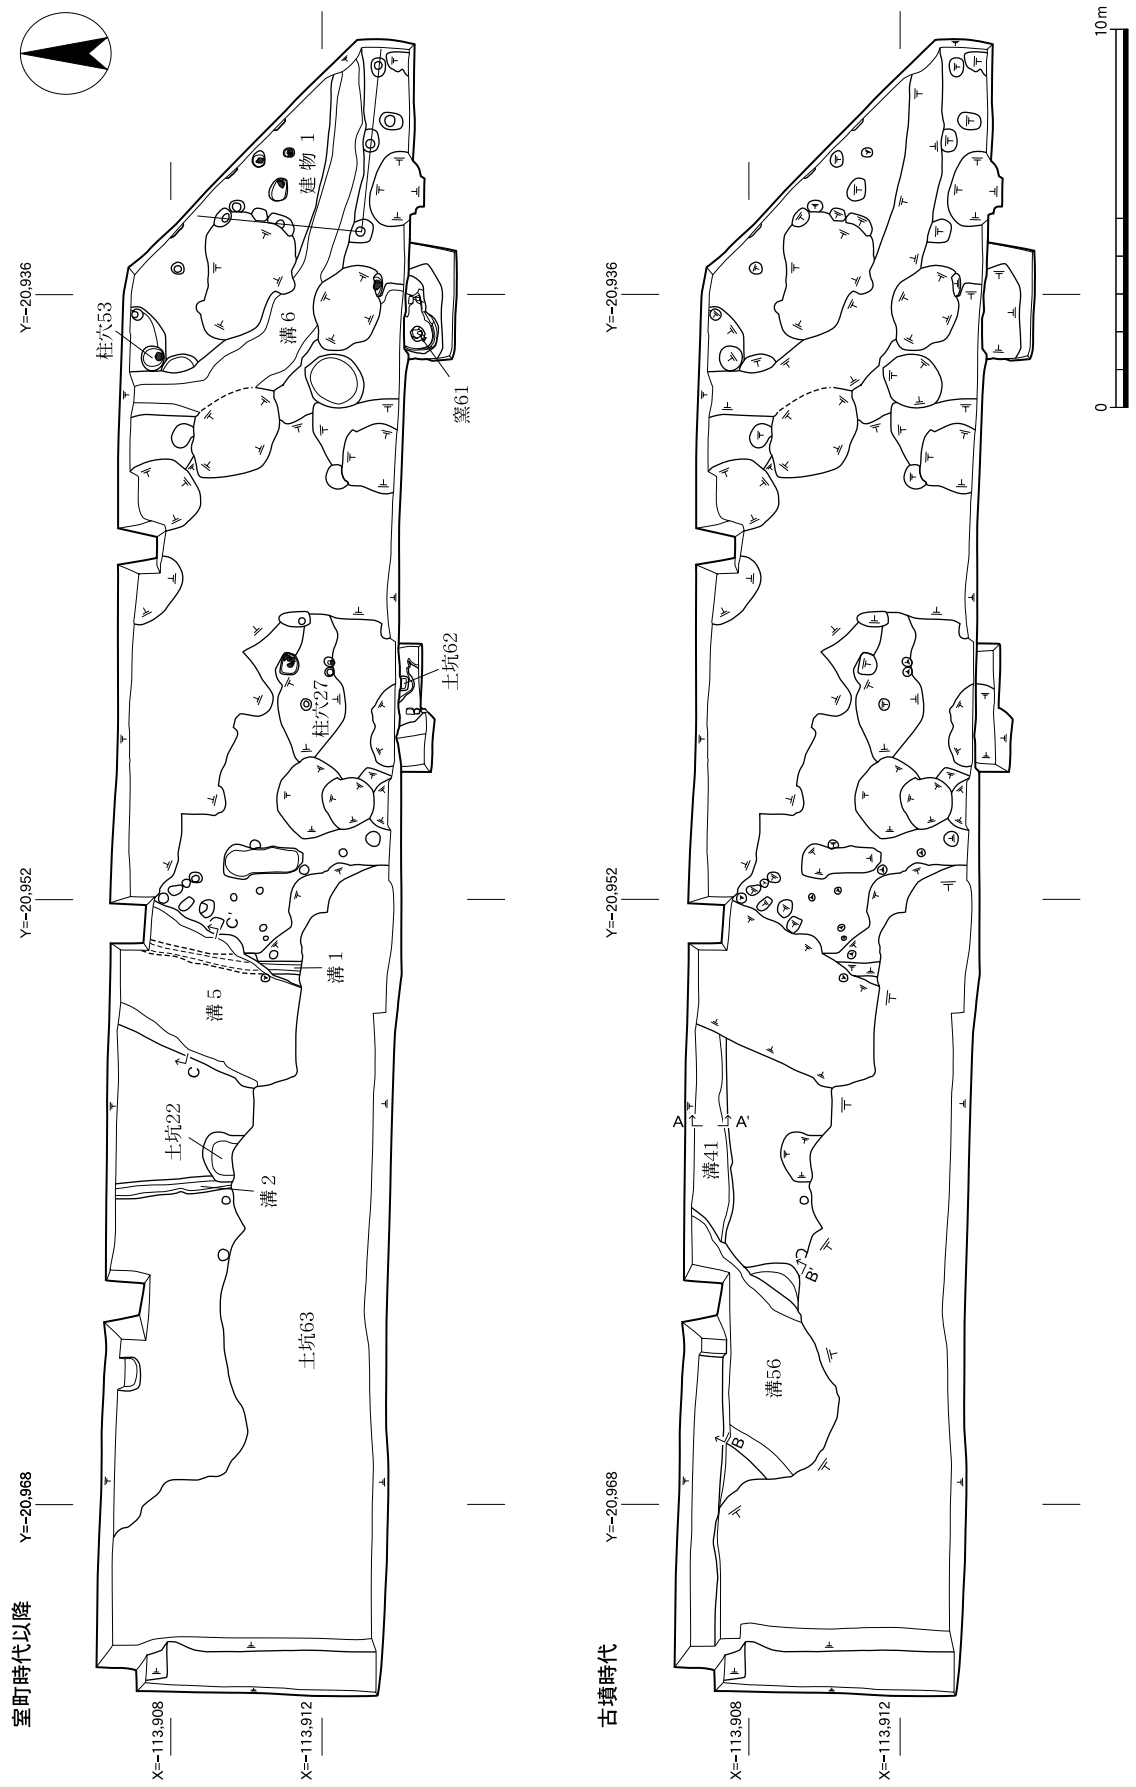 室町時代以降
X=-113,908
X=-113,912
Y=-20,968
Y=-20,952
Y=-20,936
土坑63
溝2
土坑22
C
溝5
溝1
C'
柱穴27
土坑62
柱穴53
溝6
窯61
建物1
古墳時代
X=-113,908
X=-113,912
Y=-20,968
Y=-20,952
Y=-20,936
B
溝56
B'
溝41
A
A'
0
10m